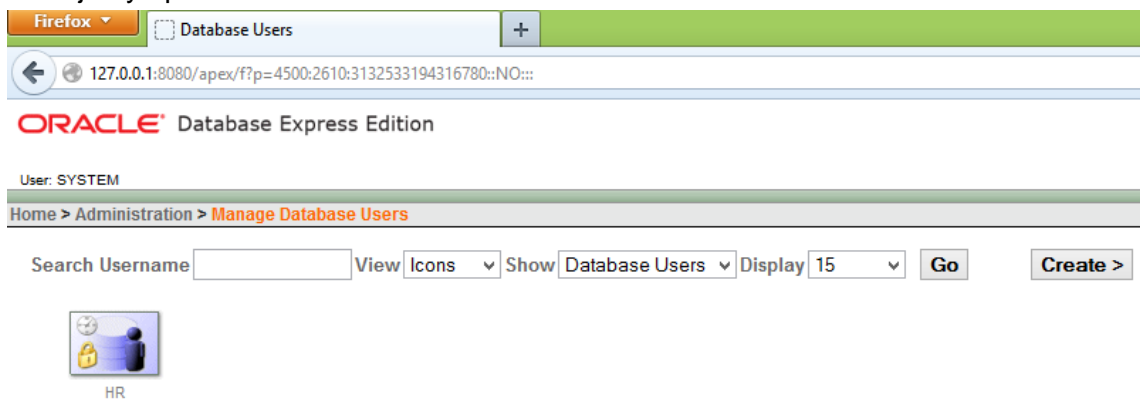 Firefox
Database Users
+
127.0.0.1:8080/apex/f?p=4500:2610:3132533194316780::NO:::
ORACLE® Database Express Edition
User: SYSTEM
Home > Administration > Manage Database Users
Search Username View Icons Show Database Users Display 15 Go Create >
HR